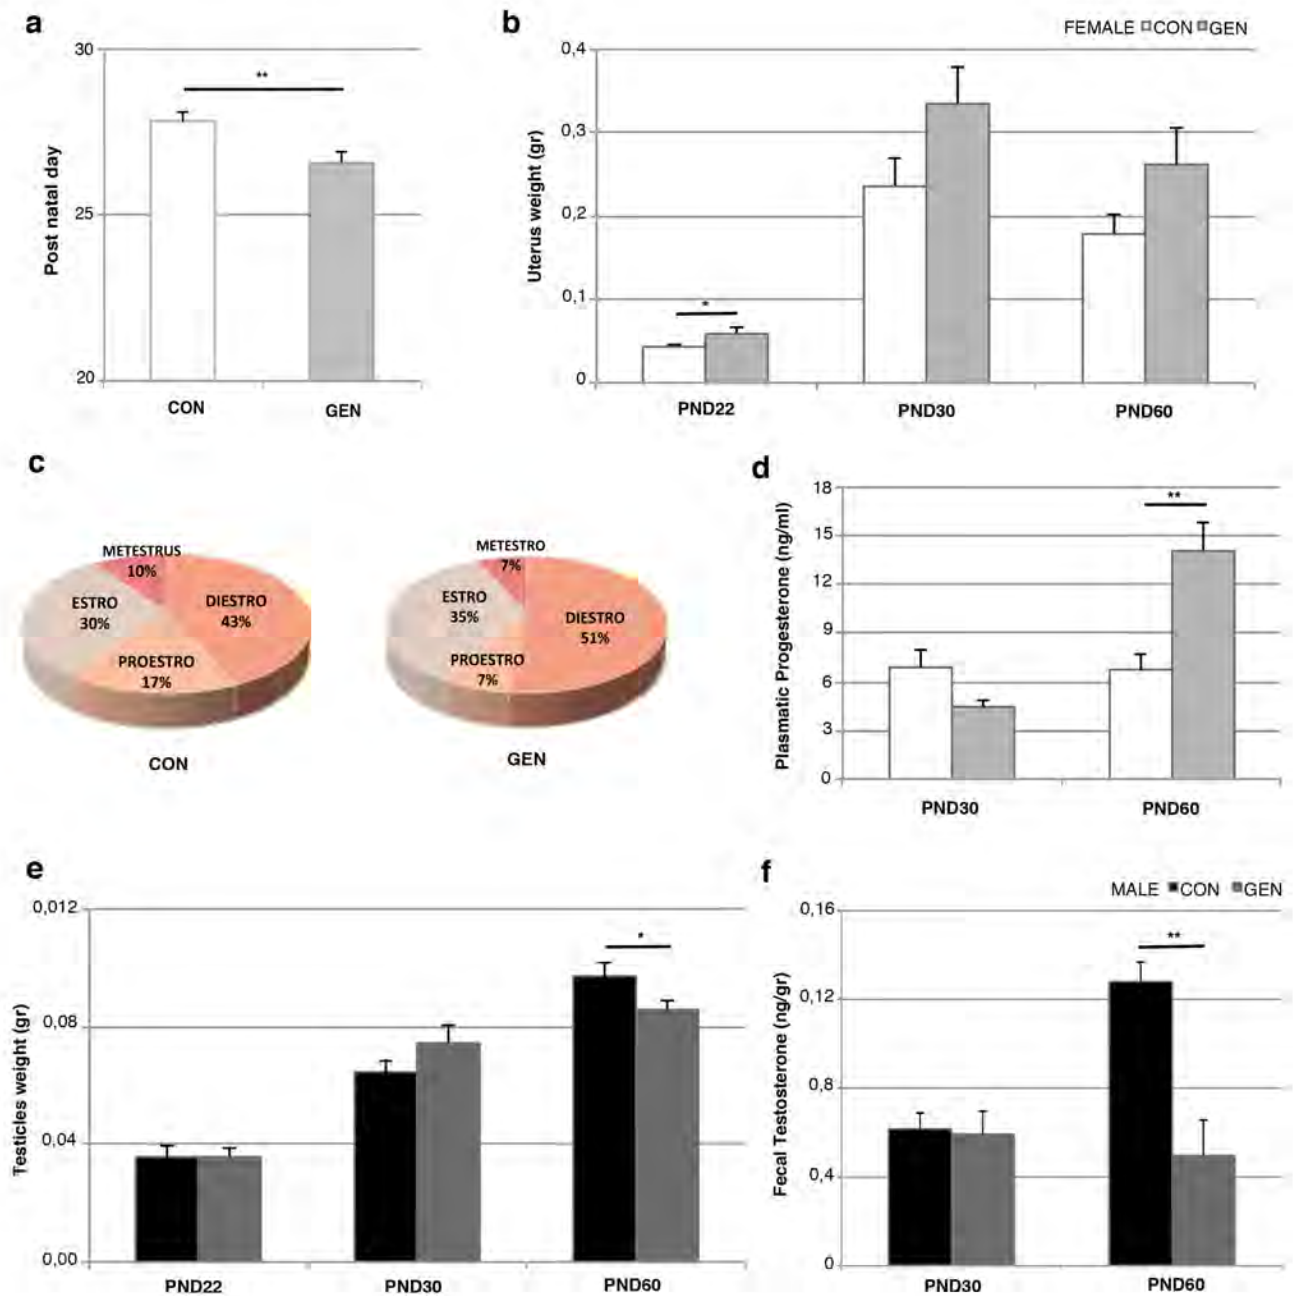 a
30
25
20
Post natal day
**
CON
GEN
b
FEMALE CON GEN
0,4
0,3
0,2
0,1
0
Uterus weight (gr)
*
PND22
PND30
PND60
c
METESTRUS
10%
ESTRO
30%
DIESTRO
43%
PROESTRO
17%
CON
METESTRO
7%
ESTRO
35%
DIESTRO
51%
PROESTRO
7%
GEN
d
18
15
12
9
6
3
0
Plasmatic Progesterone (ng/ml)
**
PND30
PND60
e
0,012
0,08
0,04
0,00
Testicles weight (gr)
*
PND22
PND30
PND60
f
MALE CON GEN
0,16
0,12
0,8
0,4
0
Fecal Testosterone (ng/gr)
**
PND30
PND60